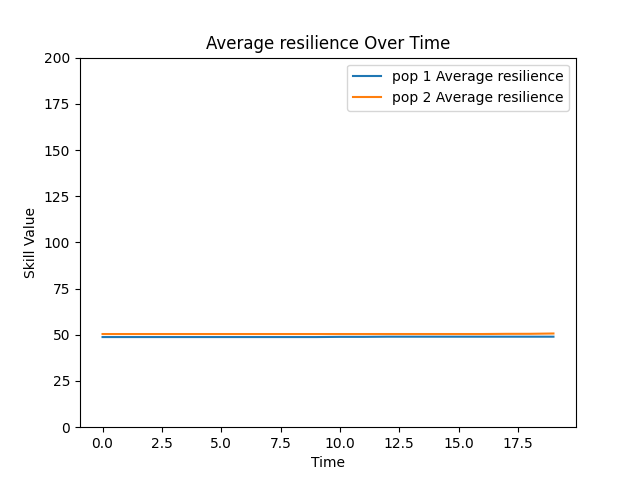 Average resilience Over Time
pop 1 Average resilience
pop 2 Average resilience
200
175
150
125
100
75
50
25
0
Skill Value
0.0 2.5 5.0 7.5 10.0 12.5 15.0 17.5
Time